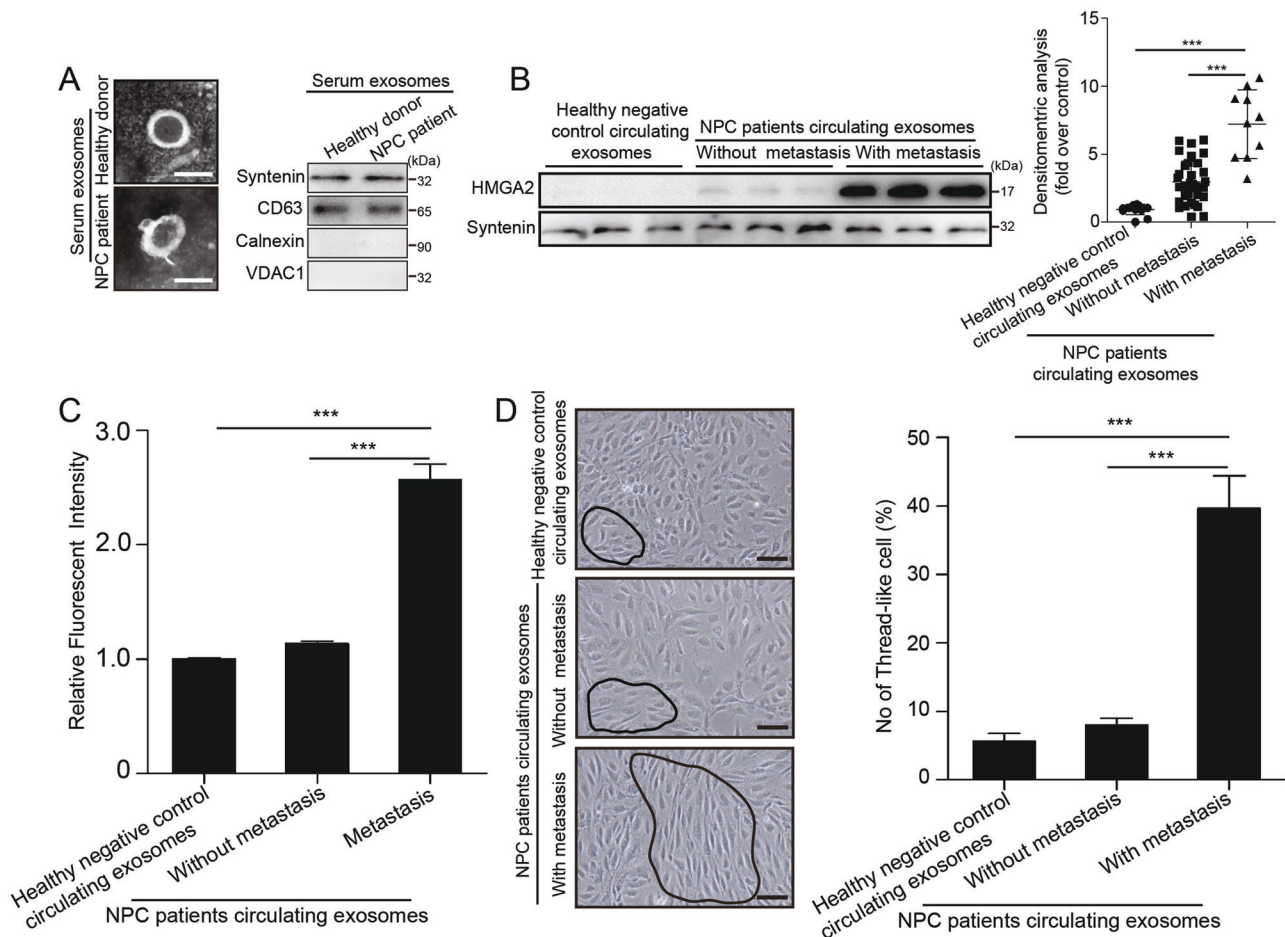 A
Serum exosomes
Healthy donor
NPC patient
Serum exosomes
Healthy donor
NPC patient
(kDa)
Syntenin
32
CD63
65
Calnexin
90
VDAC1
32
B
Healthy negative
control circulating
exosomes
NPC patients circulating exosomes
Without metastasis
With metastasis
(kDa)
HMGA2
17
Syntenin
32
Densitomentric analysis
(fold over control)
15
10
5
0
***
***
Healthy negative control
circulating exosomes
Without metastasis
With metastasis
NPC patients
circulating exosomes
C
Relative Fluorescent Intensity
3.0
2.0
1.0
0
***
***
Healthy negative control
circulating exosomes
Without metastasis
Metastasis
NPC patients circulating exosomes
D
Healthy negative control
circulating exosomes
NPC patients circulating exosomes
Without metastasis
With metastasis
No of Thread-like cell (%)
50
40
30
20
10
0
***
***
Healthy negative control
circulating exosomes
Without metastasis
With metastasis
NPC patients circulating exosomes